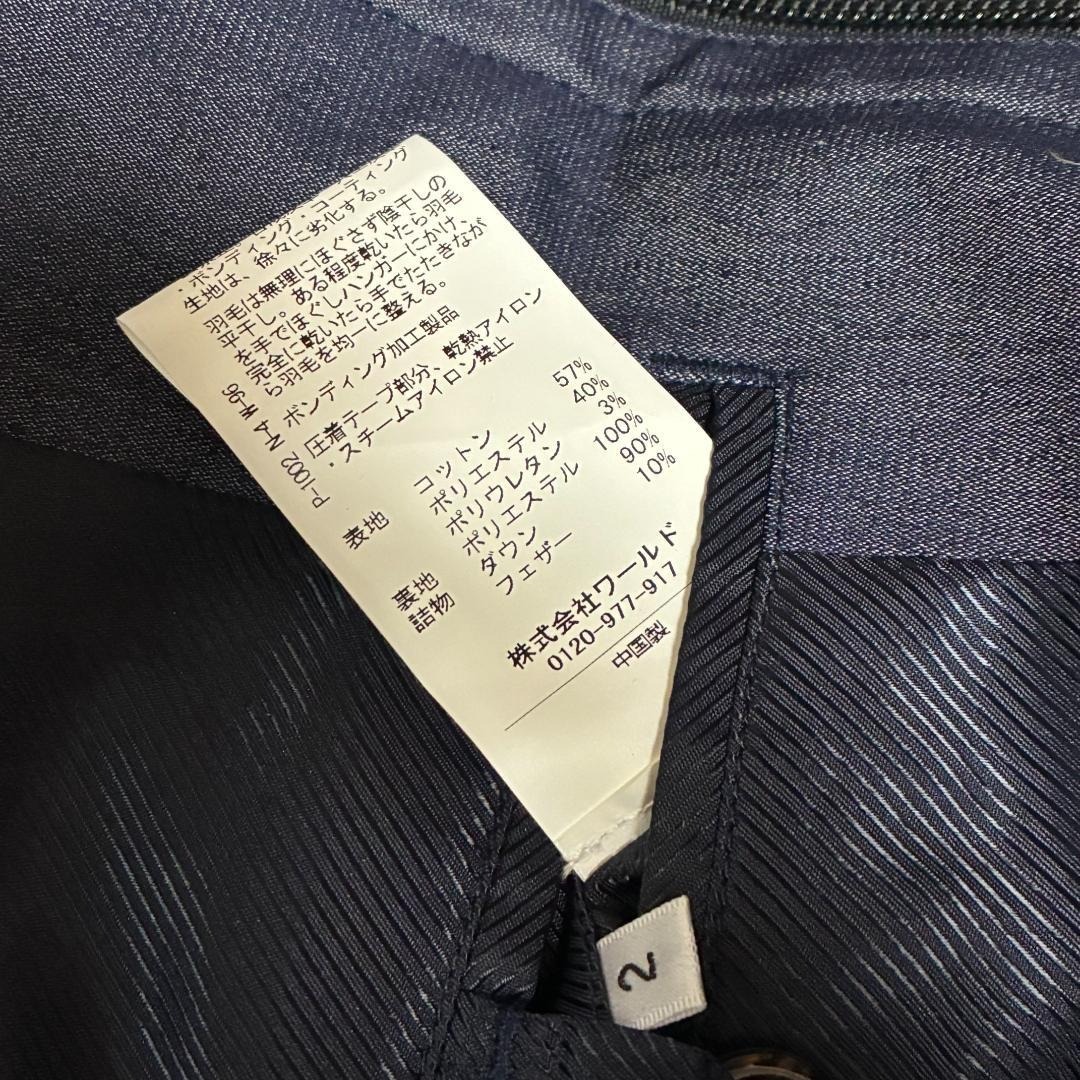 ・ボンディング・コーティング
生地は、徐々に劣化する。
羽毛は無理にほぐさず陰干しの
平干し。ある程度乾いたら羽毛
を手でほぐしハンガーにかけ、
完全に乾いたら手でたたきなが
ら羽毛を均一に整える。
ボンディング加工製品
圧着テープ部分、乾熱アイロン
・スチームアイロン禁止
P-1002 N4 W-96
表地 コットン 57%
ポリエステル 40%
ポリウレタン 3%
裏地 ポリエステル 100%
詰物 ダウン 90%
フェザー 10%
株式会社ワールド
0120-977-917
中国製
2